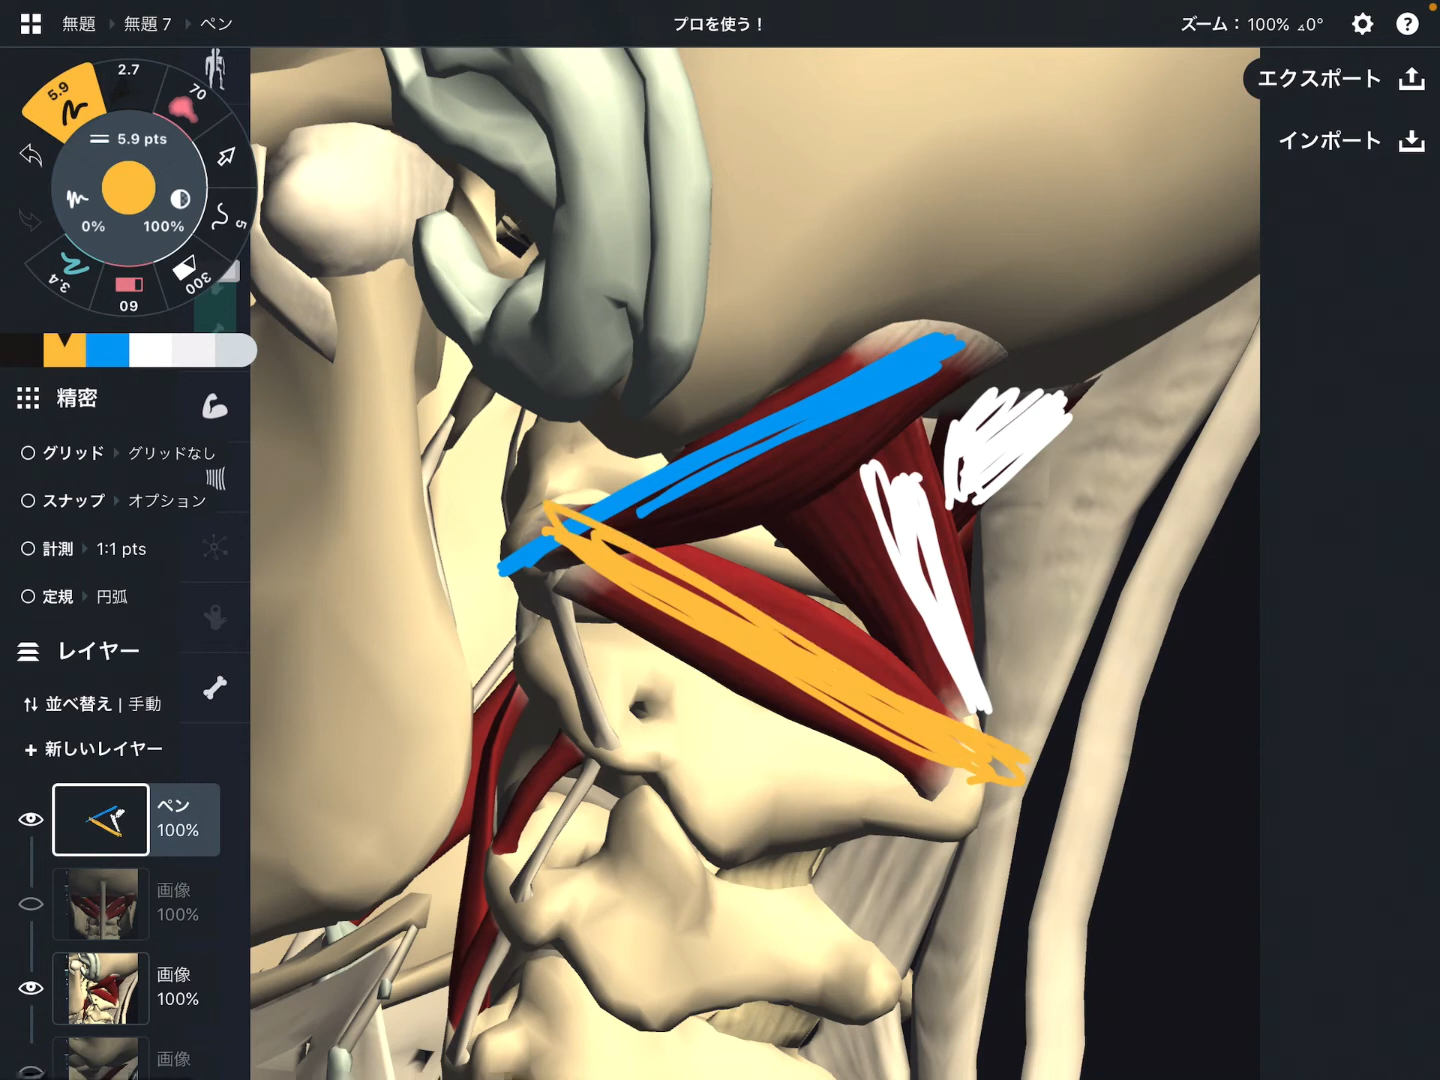 無題 無題 7 ペン
プロを使う!
ズーム: 100% ⊿0°
エクスポート
インポート
2.7
5.9
70
5.9 pts
0% 100%
5
3.4
60
300
精密
グリッド グリッドなし
スナップ オプション
計測 1:1 pts
定規 円弧
レイヤー
並べ替え | 手動
+ 新しいレイヤー
ペン
100%
画像
100%
画像
100%
画像